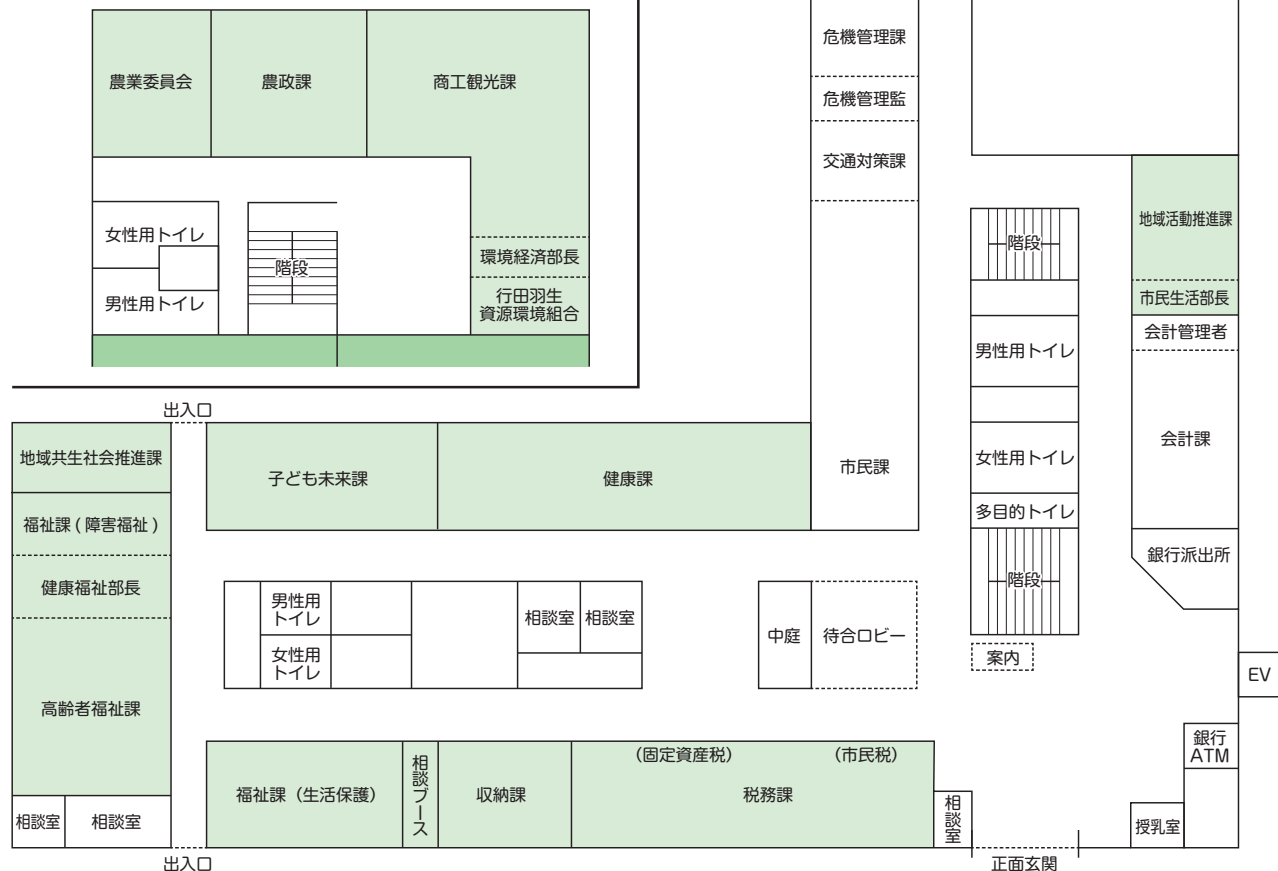 農業委員会
農政課
商工観光課
女性用トイレ
男性用トイレ
階段
環境経済部長
行田羽生
資源環境組合
危機管理課
危機管理監
交通対策課
市民課
階段
男性用トイレ
女性用トイレ
多目的トイレ
階段
案内
地域活動推進課
市民生活部長
会計管理者
会計課
銀行派出所
EV
銀行
ATM
授乳室
出入口
地域共生社会推進課
福祉課(障害福祉)
健康福祉部長
高齢者福祉課
相談室
相談室
子ども未来課
健康課
男性用
トイレ
女性用
トイレ
相談室
相談室
中庭
待合ロビー
福祉課（生活保護）
相談ブース
収納課
（固定資産税）
（市民税）
税務課
相談室
出入口
正面玄関